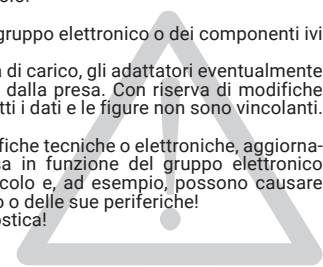 gruppo elettronico o dei componenti ivi
di carico, gli adattatori eventualmente
dalla presa. Con riserva di modifiche
tti i dati e le figure non sono vincolanti.
fiche tecniche o elettroniche, aggiorna-
sa in funzione del gruppo elettronico
colo e, ad esempio, possono causare
o o delle sue periferiche!
ostica!